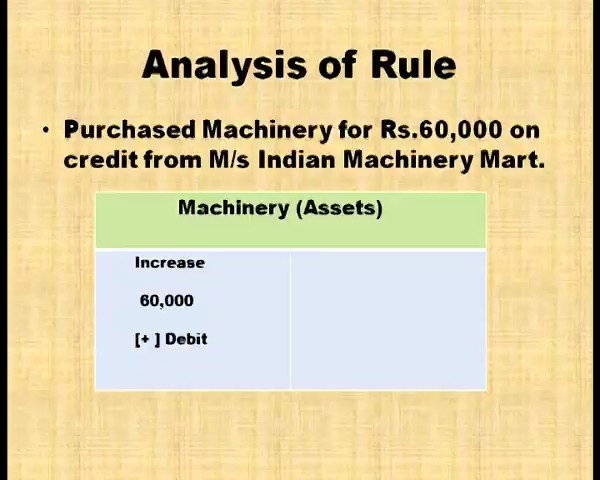 Analysis of Rule
• Purchased Machinery for Rs.60,000 on
credit from M/s Indian Machinery Mart.
Machinery (Assets)
Increase
60,000
[+ ] Debit